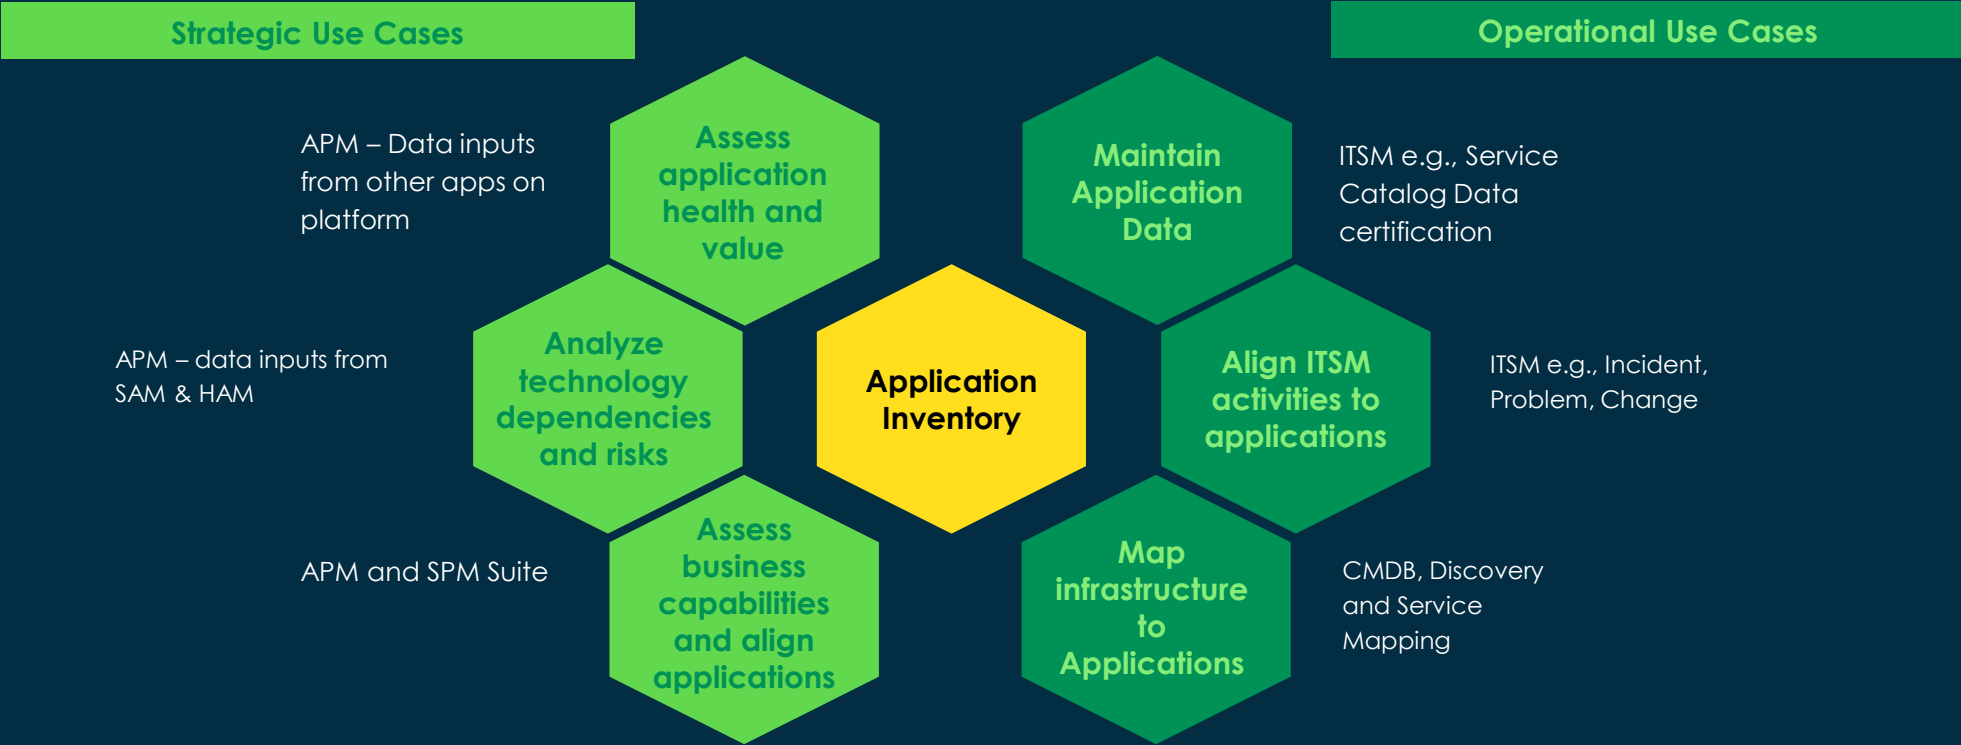 Strategic Use Cases
Operational Use Cases
APM – Data inputs
from other apps on
platform
Assess
application
health and
value
Maintain
Application
Data
ITSM e.g., Service
Catalog Data
certification
APM – data inputs from
SAM & HAM
Analyze
technology
dependencies
and risks
Application
Inventory
Align ITSM
activities to
applications
ITSM e.g., Incident,
Problem, Change
APM and SPM Suite
Assess
business
capabilities
and align
applications
Map
infrastructure
to
Applications
CMDB, Discovery
and Service
Mapping